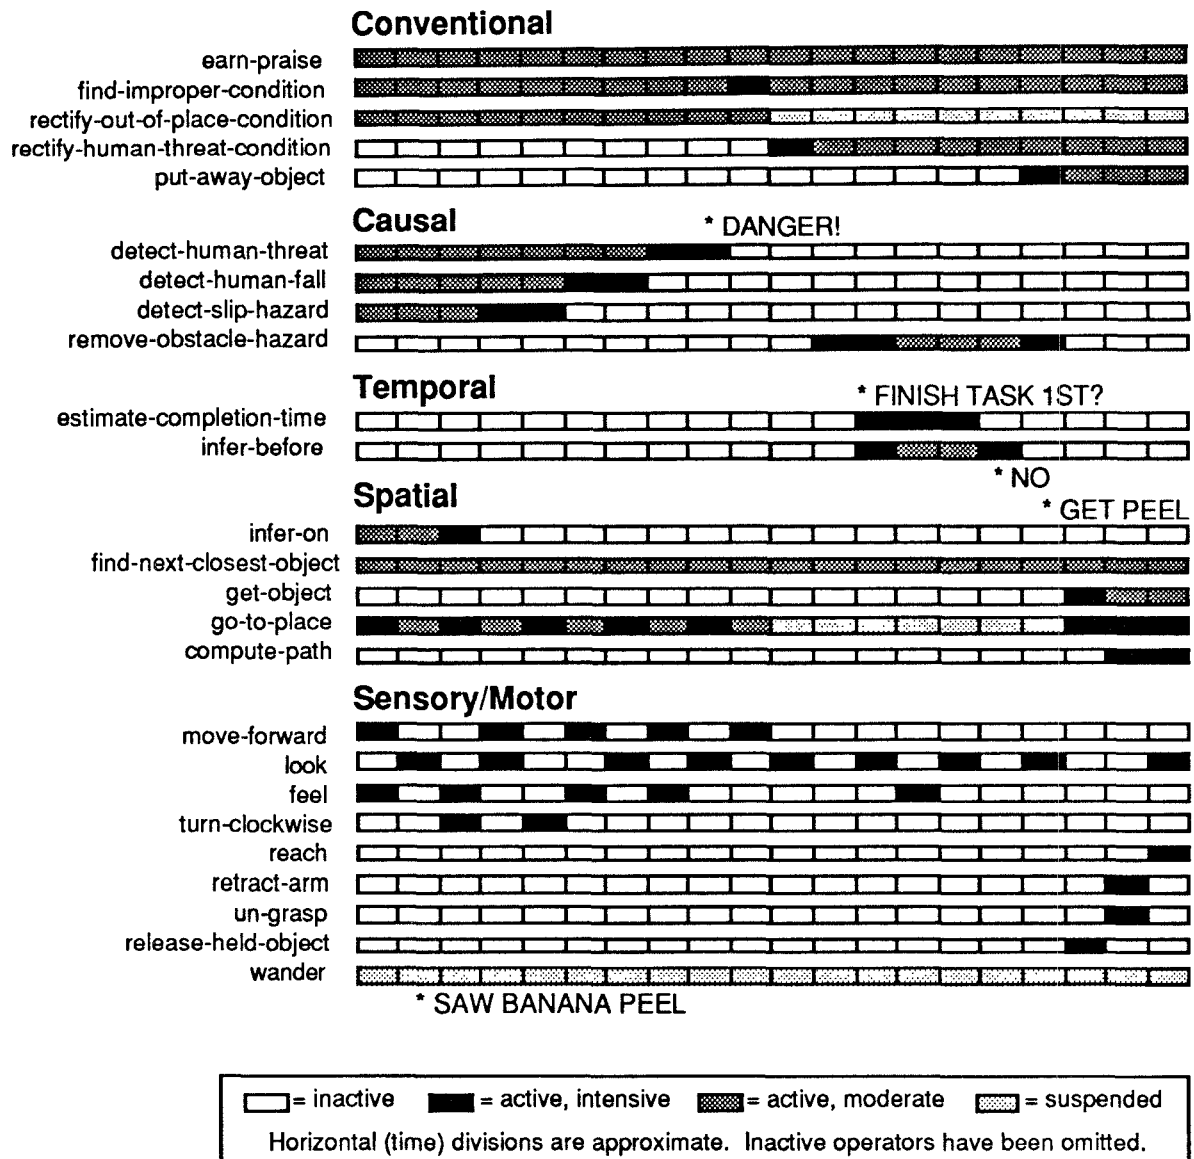 Conventional
earn-praise
find-improper-condition
rectify-out-of-place-condition
rectify-human-threat-condition
put-away-object
Causal
* DANGER!
detect-human-threat
detect-human-fall
detect-slip-hazard
remove-obstacle-hazard
Temporal
* FINISH TASK 1ST?
estimate-completion-time
infer-before
* NO
Spatial
* GET PEEL
infer-on
find-next-closest-object
get-object
go-to-place
compute-path
Sensory/Motor
move-forward
look
feel
turn-clockwise
reach
retract-arm
un-grasp
release-held-object
wander
* SAW BANANA PEEL
= inactive = active, intensive = active, moderate = suspended
Horizontal (time) divisions are approximate. Inactive operators have been omitted.